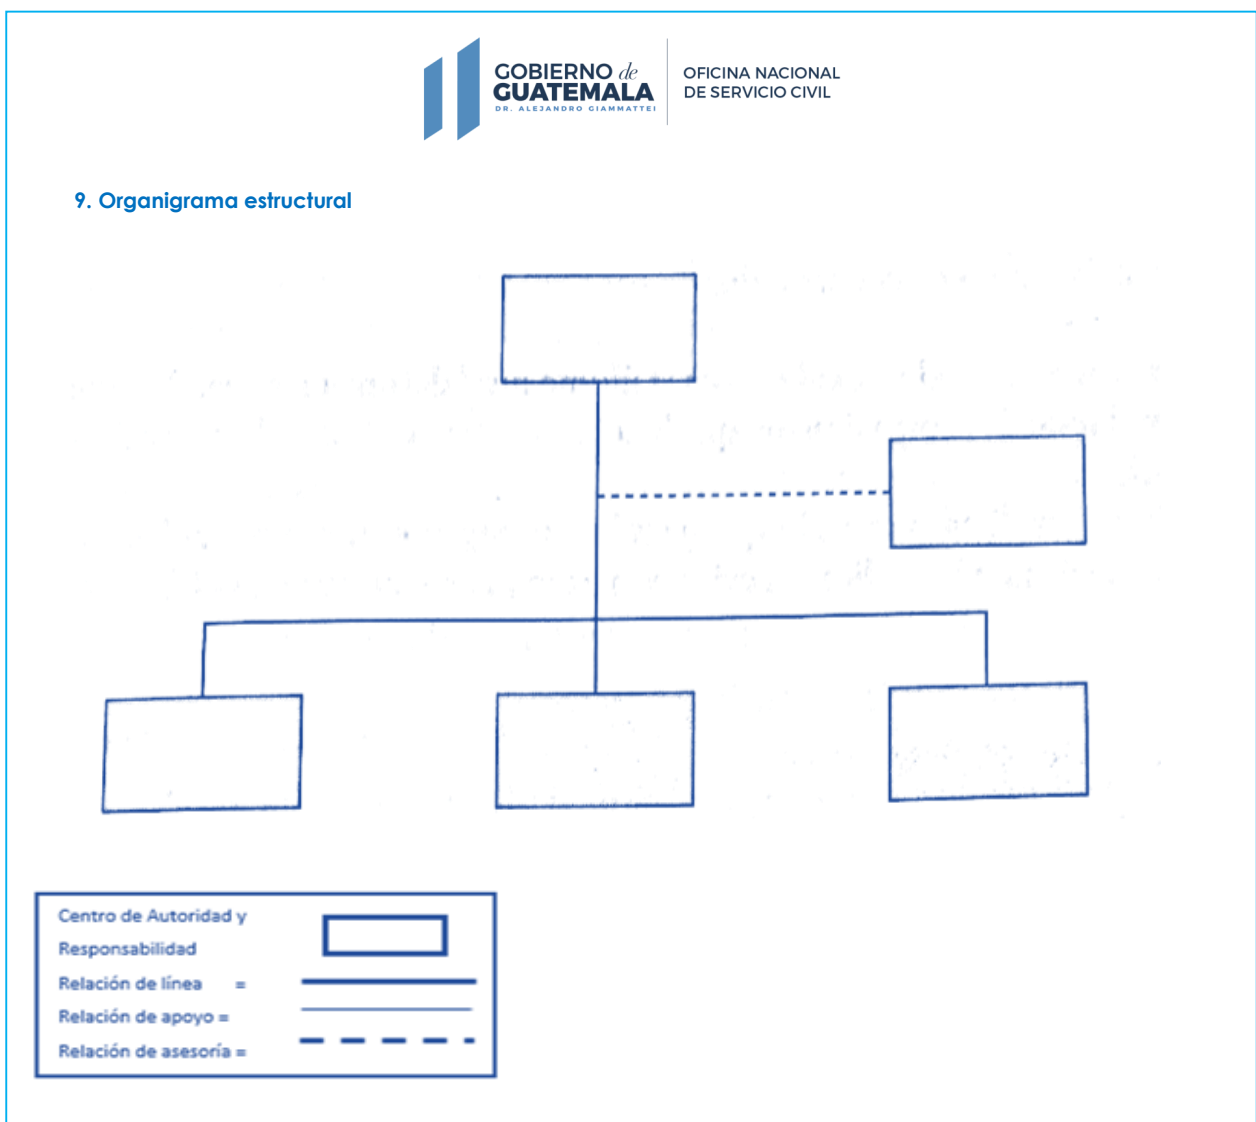 GOBIERNO de
GUATEMALA
DR. ALEJANDRO GIAMMATTEI
OFICINA NACIONAL
DE SERVICIO CIVIL
9. Organigrama estructural
Centro de Autoridad y
Responsabilidad
Relación de línea =
Relación de apoyo =
Relación de asesoría =